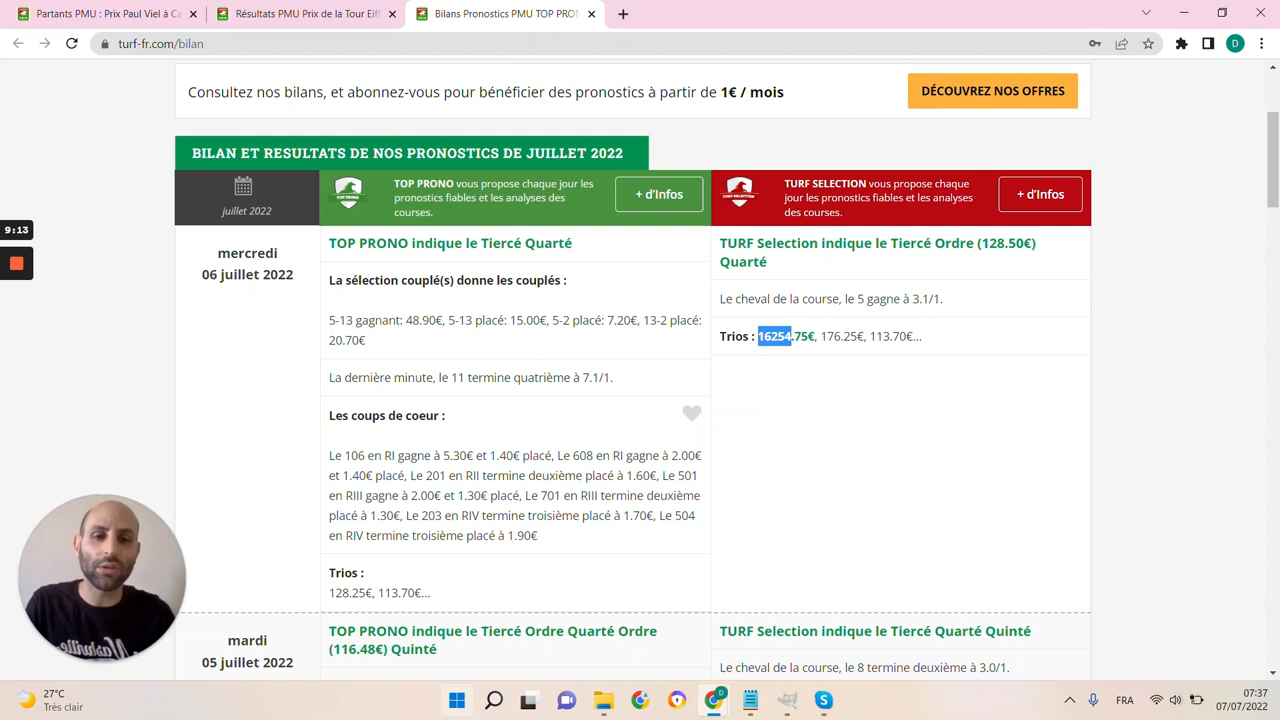 Partants PMU : Prix Paul Viel à Ca
Résultats PMU Prix de la Tour Eiff
Bilans Pronostics PMU TOP PRON
turf-fr.com/bilan
D
Consultez nos bilans, et abonnez-vous pour bénéficier des pronostics à partir de 1€ / mois
DÉCOUVREZ NOS OFFRES
BILAN ET RESULTATS DE NOS PRONOSTICS DE JUILLET 2022
juillet 2022
TOP PRONO
TOP PRONO vous propose chaque jour les
pronostics fiables et les analyses des
courses.
+ d'Infos
TURF SELECTION
TURF SELECTION vous propose chaque
jour les pronostics fiables et les analyses
des courses.
+ d'Infos
9:13
mercredi
06 juillet 2022
TOP PRONO indique le Tiercé Quarté
La sélection couplé(s) donne les couplés :
5-13 gagnant: 48.90€, 5-13 placé: 15.00€, 5-2 placé: 7.20€, 13-2 placé:
20.70€
La dernière minute, le 11 termine quatrième à 7.1/1.
Les coups de coeur :
Le 106 en RI gagne à 5.30€ et 1.40€ placé, Le 608 en RI gagne à 2.00€
et 1.40€ placé, Le 201 en RII termine deuxième placé à 1.60€, Le 501
en RIII gagne à 2.00€ et 1.30€ placé, Le 701 en RIII termine deuxième
placé à 1.30€, Le 203 en RIV termine troisième placé à 1.70€, Le 504
en RIV termine troisième placé à 1.90€
Trios :
128.25€, 113.70€...
TURF Selection indique le Tiercé Ordre (128.50€)
Quarté
Le cheval de la course, le 5 gagne à 3.1/1.
Trios : 16254.75€, 176.25€, 113.70€...
mardi
05 juillet 2022
TOP PRONO indique le Tiercé Ordre Quarté Ordre
(116.48€) Quinté
TURF Selection indique le Tiercé Quarté Quinté
Le cheval de la course, le 8 termine deuxième à 3.0/1.
Nashville
27°C
Très clair
D
FRA
07:37
07/07/2022